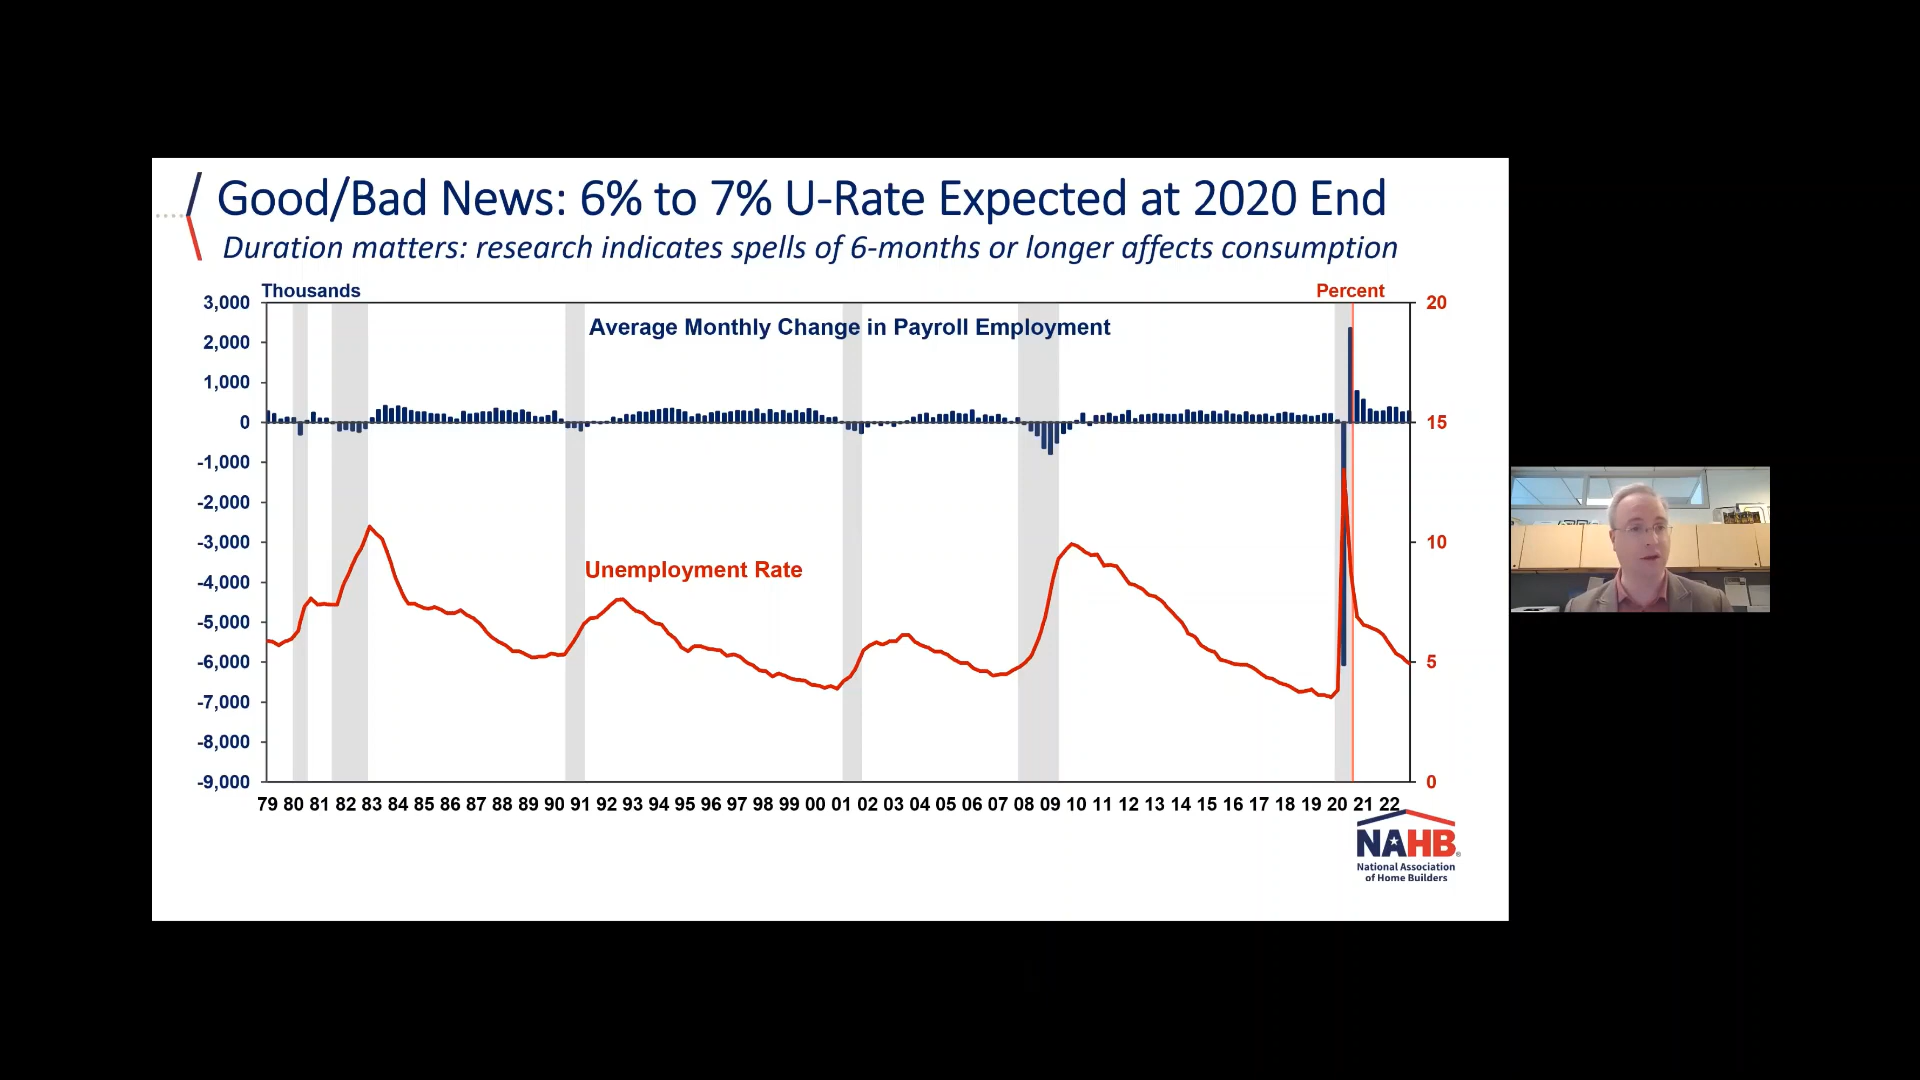 Good/Bad News: 6% to 7% U-Rate Expected at 2020 End
Duration matters: research indicates spells of 6-months or longer affects consumption
Thousands
Percent
Average Monthly Change in Payroll Employment
Unemployment Rate
3,000
2,000
1,000
0
-1,000
-2,000
-3,000
-4,000
-5,000
-6,000
-7,000
-8,000
-9,000
20
15
10
5
0
79 80 81 82 83 84 85 86 87 88 89 90 91 92 93 94 95 96 97 98 99 00 01 02 03 04 05 06 07 08 09 10 11 12 13 14 15 16 17 18 19 20 21 22
NAHB®
National Association
of Home Builders